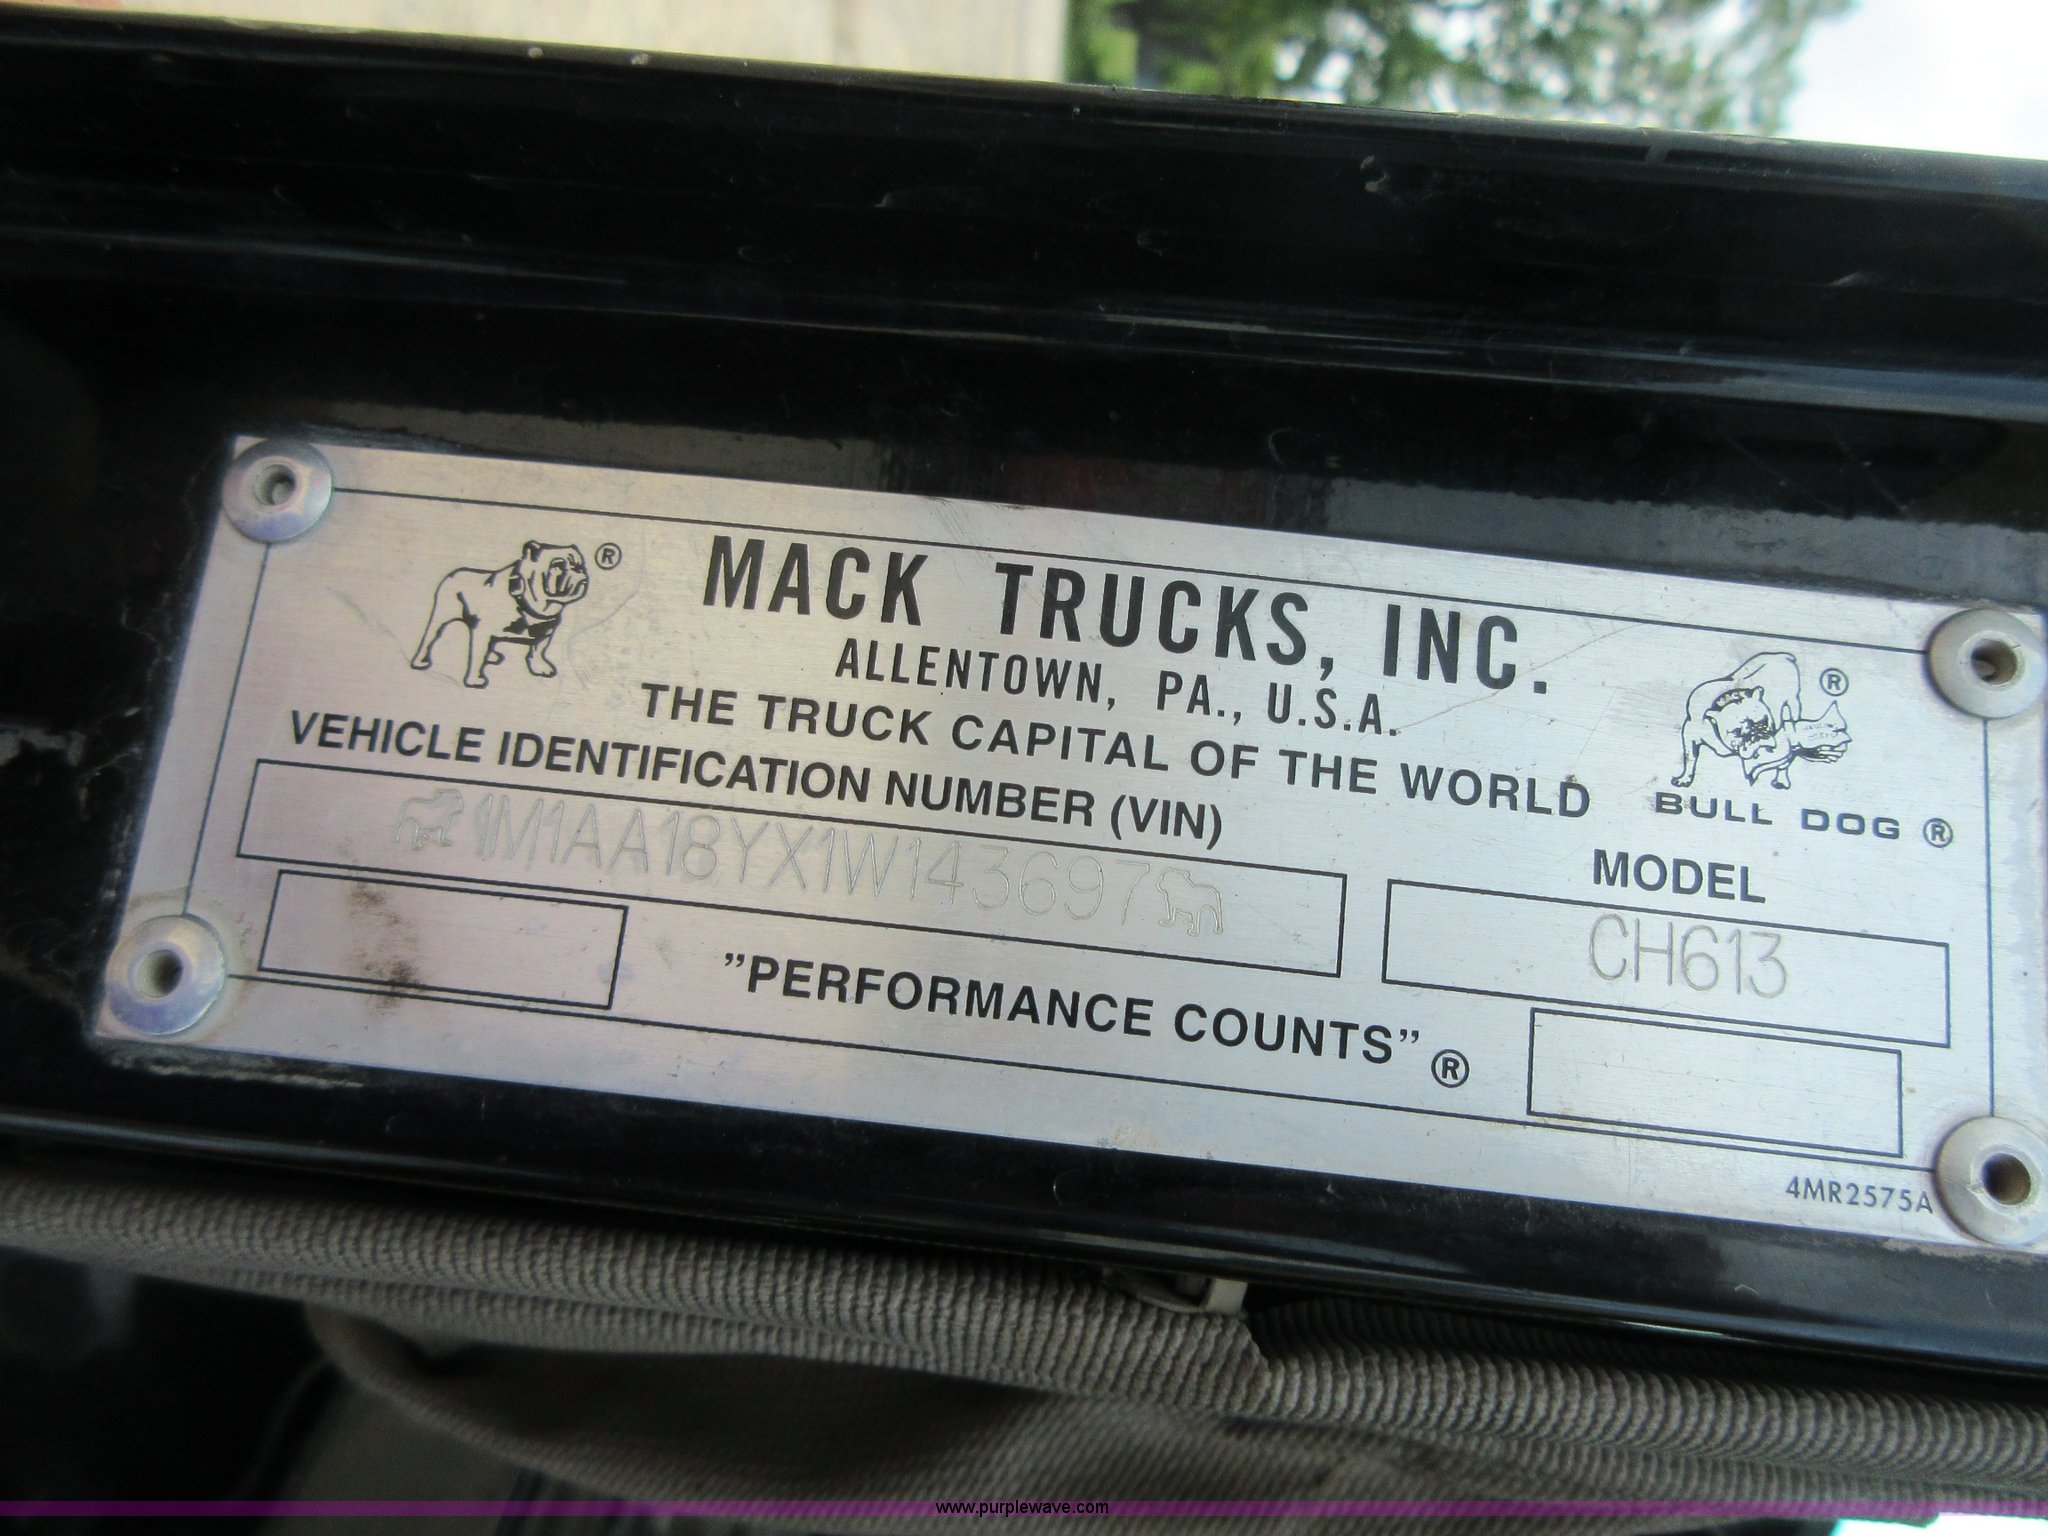 ®
MACK TRUCKS, INC.
ALLENTOWN, PA., U.S.A.
THE TRUCK CAPITAL OF THE WORLD
®
BULL DOG ®
VEHICLE IDENTIFICATION NUMBER (VIN)
1M1AA18YX1W143697
MODEL
CH613
”PERFORMANCE COUNTS” ®
4MR2575A
www.purplewave.com